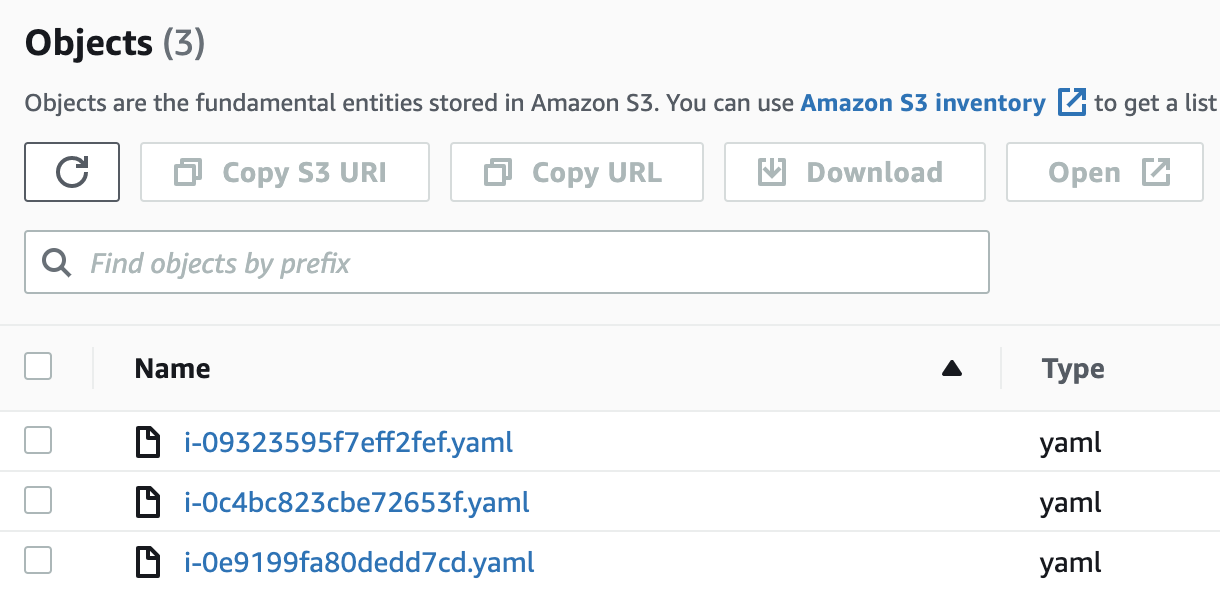 Objects (3)
Objects are the fundamental entities stored in Amazon S3. You can use Amazon S3 inventory to get a list
Copy S3 URI Copy URL Download Open
Find objects by prefix
Name Type
i-09323595f7eff2fef.yaml yaml
i-0c4bc823cbe72653f.yaml yaml
i-0e9199fa80dedd7cd.yaml yaml